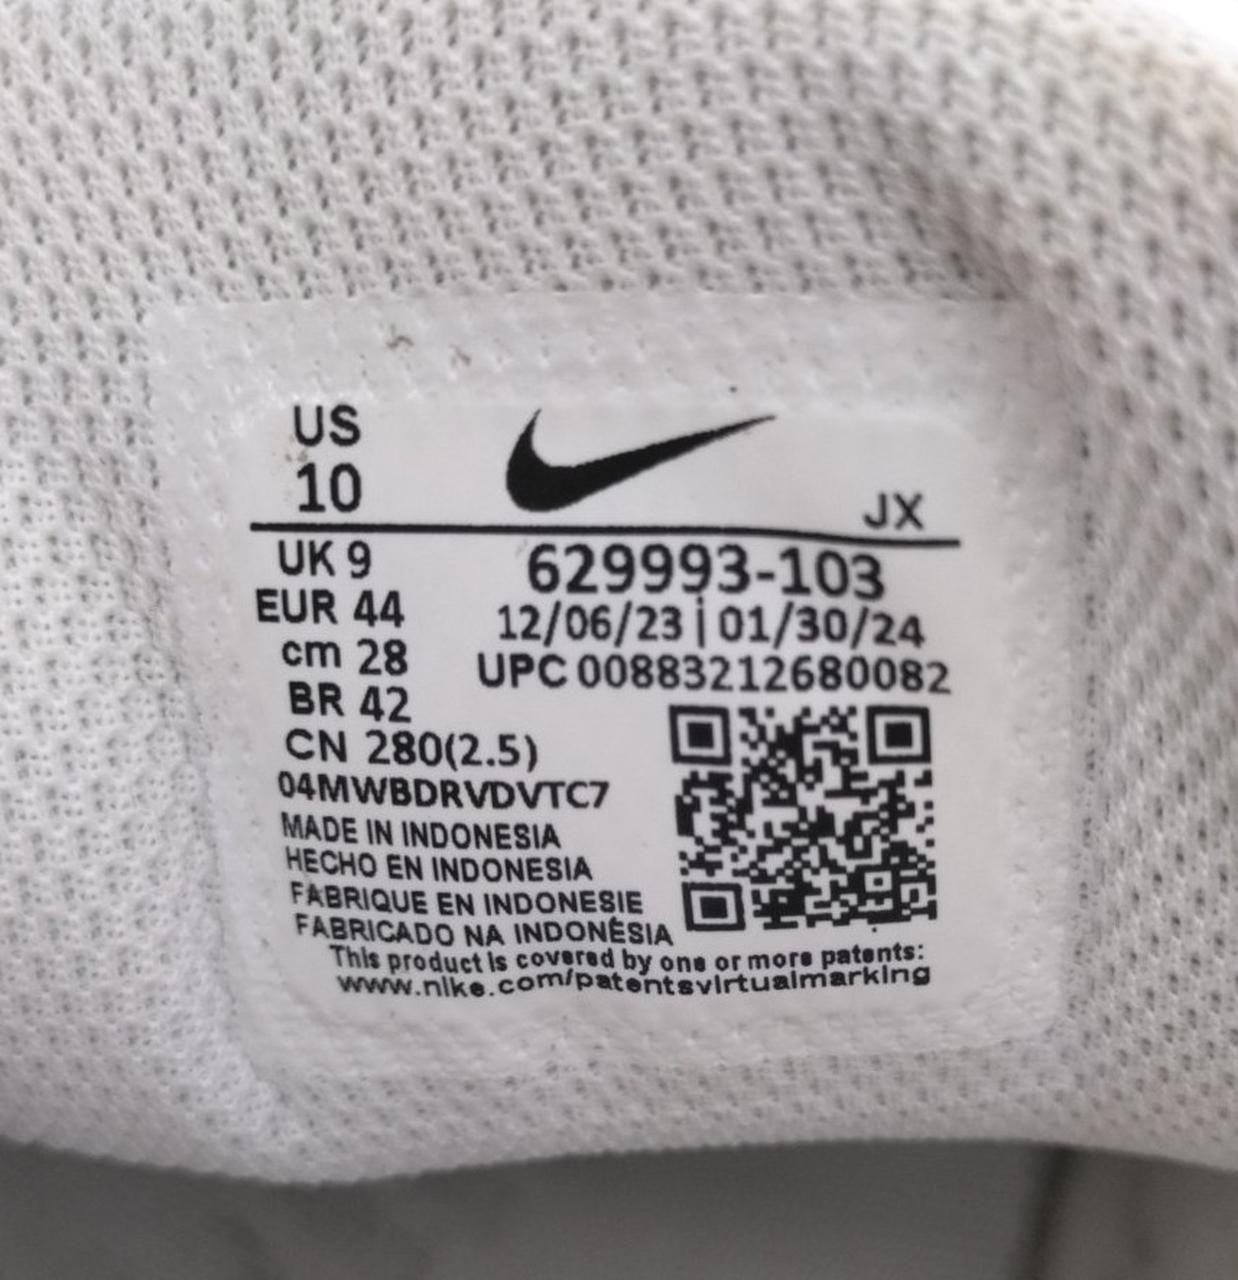 US
10
JX
UK 9
629993-103
EUR 44
12/06/23 | 01/30/24
cm 28
UPC 00883212680082
BR 42
CN 280(2.5)
04MWBDRVDVTC7
MADE IN INDONESIA
HECHO EN INDONESIA
FABRIQUE EN INDONESIE
FABRICADO NA INDONÉSIA
This product is covered by one or more patents:
www.nike.com/patentsvirtualmarking